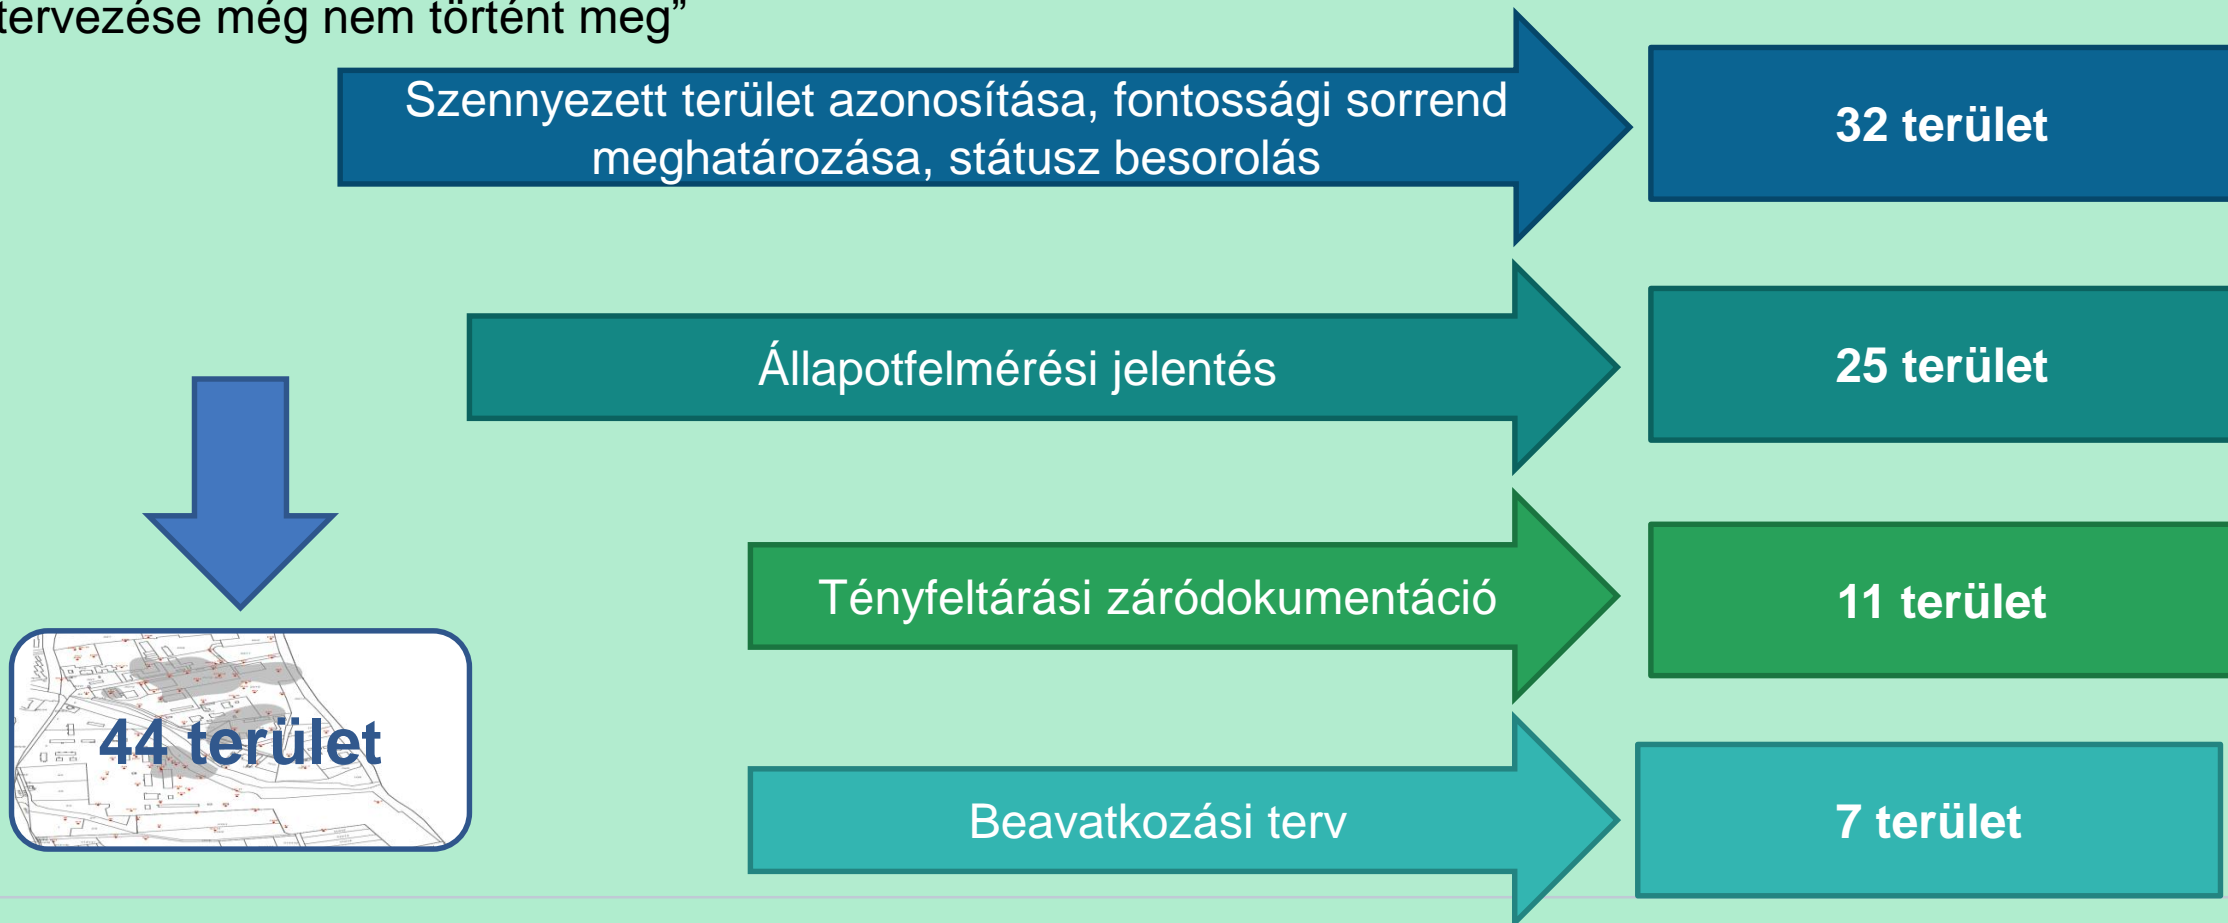 tervezése még nem történt meg”
Szennyezett terület azonosítása, fontossági sorrend
meghatározása, státusz besorolás
32 terület
Állapotfelmérési jelentés
25 terület
Tényfeltárási záródokumentáció
11 terület
44 terület
Beavatkozási terv
7 terület